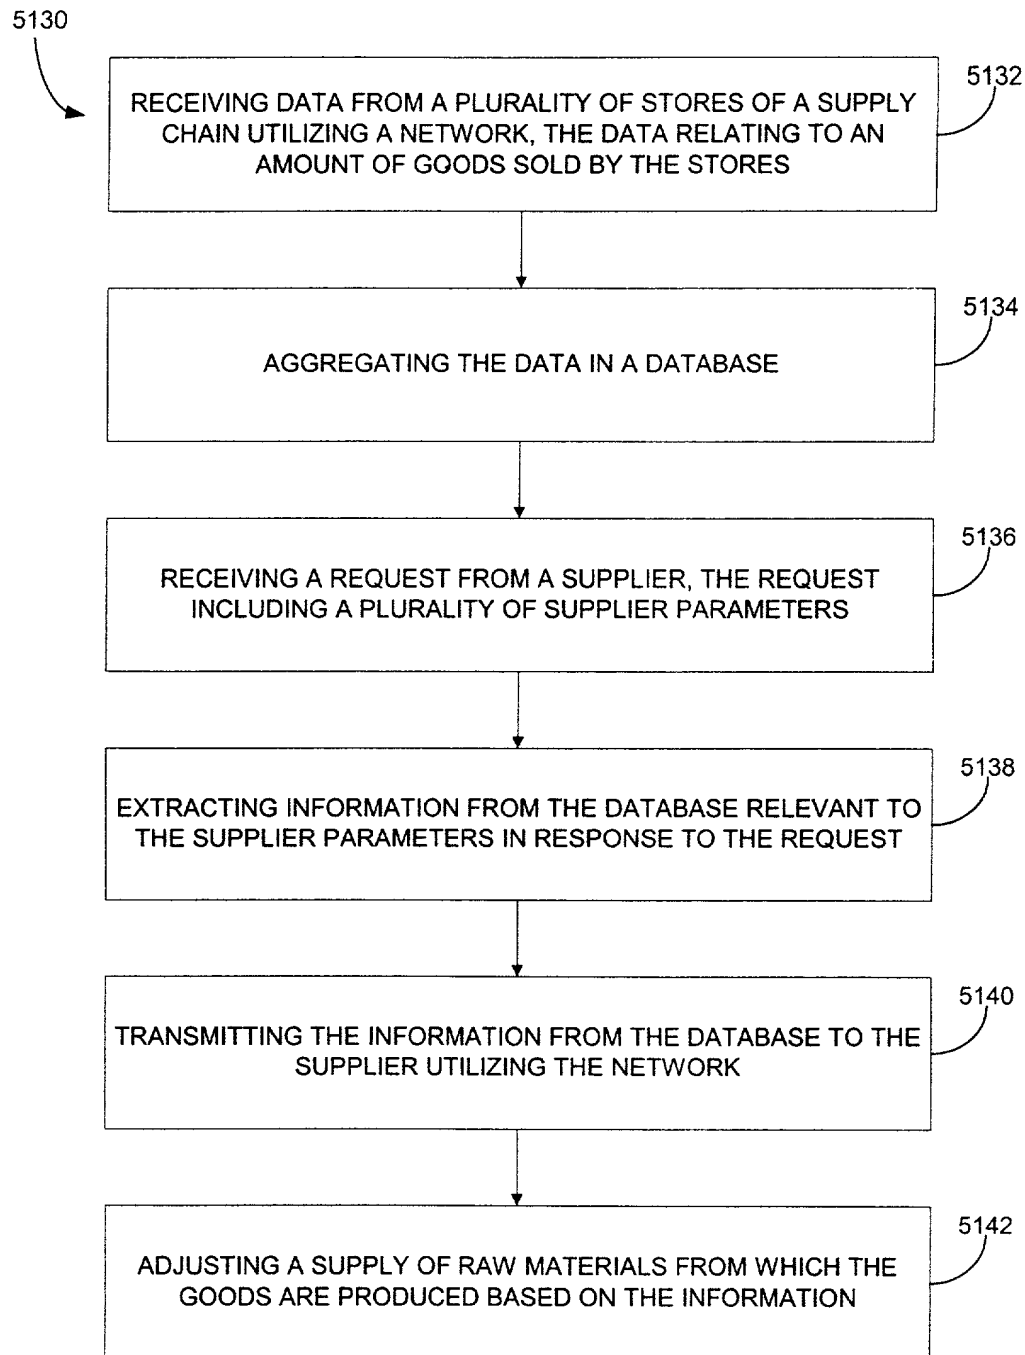 5130
5132
RECEIVING DATA FROM A PLURALITY OF STORES OF A SUPPLY
CHAIN UTILIZING A NETWORK, THE DATA RELATING TO AN
AMOUNT OF GOODS SOLD BY THE STORES
5134
AGGREGATING THE DATA IN A DATABASE
5136
RECEIVING A REQUEST FROM A SUPPLIER, THE REQUEST
INCLUDING A PLURALITY OF SUPPLIER PARAMETERS
5138
EXTRACTING INFORMATION FROM THE DATABASE RELEVANT TO
THE SUPPLIER PARAMETERS IN RESPONSE TO THE REQUEST
5140
TRANSMITTING THE INFORMATION FROM THE DATABASE TO THE
SUPPLIER UTILIZING THE NETWORK
5142
ADJUSTING A SUPPLY OF RAW MATERIALS FROM WHICH THE
GOODS ARE PRODUCED BASED ON THE INFORMATION